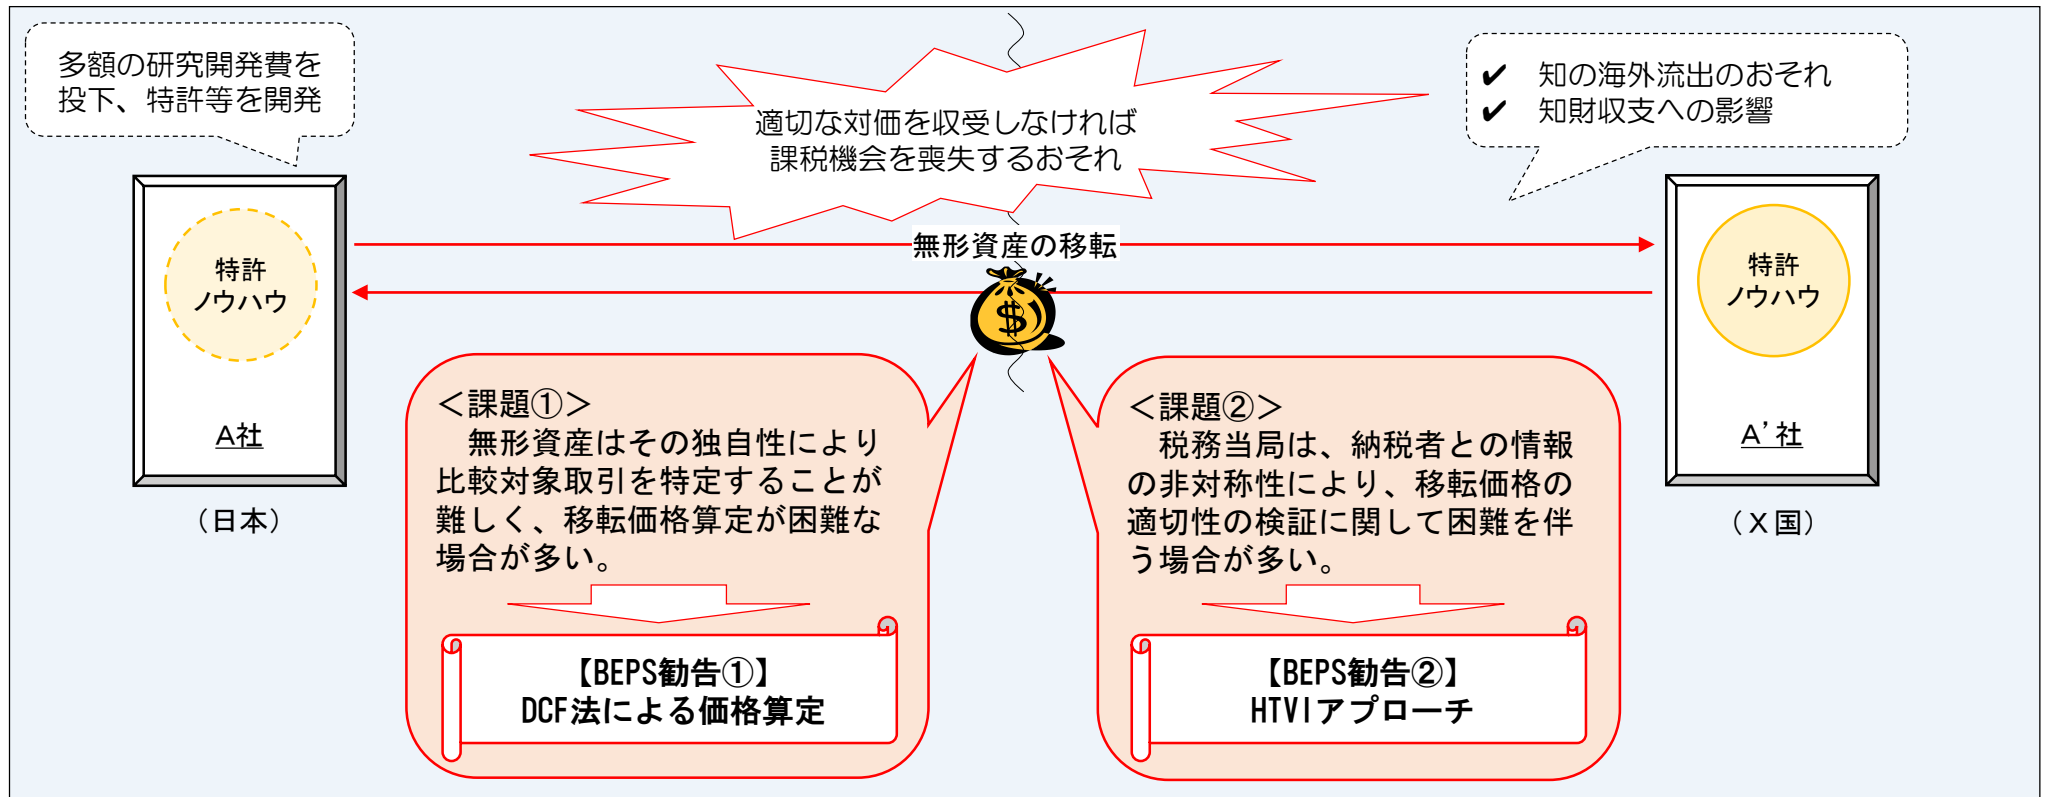 多額の研究開発費を
投下、特許等を開発
適切な対価を収受しなければ
課税機会を喪失するおそれ
✔ 知の海外流出のおそれ
✔ 知財収支への影響
無形資産の移転
特許
ノウハウ
A社
(日本)
$
特許
ノウハウ
A'社
(X国)
<課題①>
無形資産はその独自性により
比較対象取引を特定することが
難しく、移転価格算定が困難な
場合が多い。
【BEPS勧告①】
DCF法による価格算定
<課題②>
税務当局は、納税者との情報
の非対称性により、移転価格の
適切性の検証に関して困難を伴
う場合が多い。
【BEPS勧告②】
HTVIアプローチ